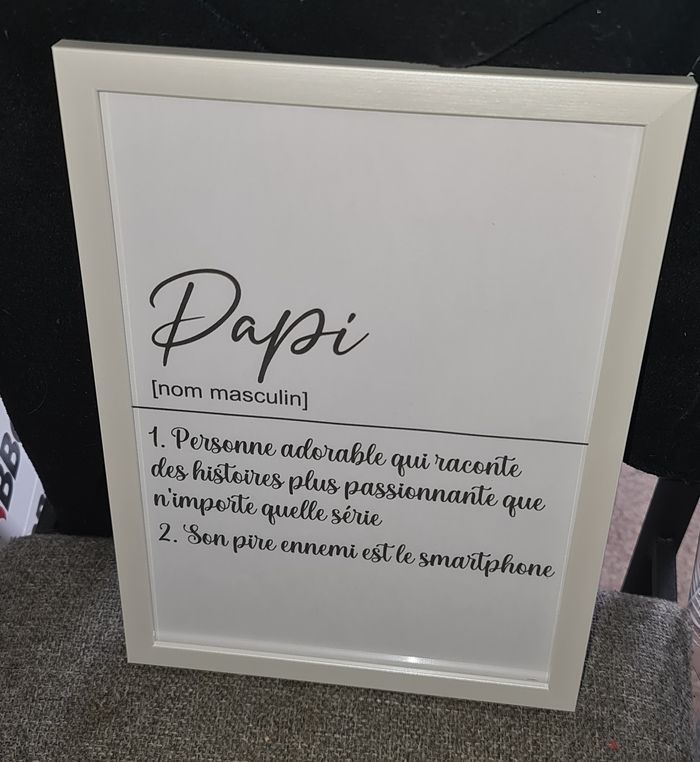 Papi
[nom masculin]
1. Personne adorable qui raconte
des histoires plus passionnante que
n'importe quelle série
2. Son pire ennemi est le smartphone